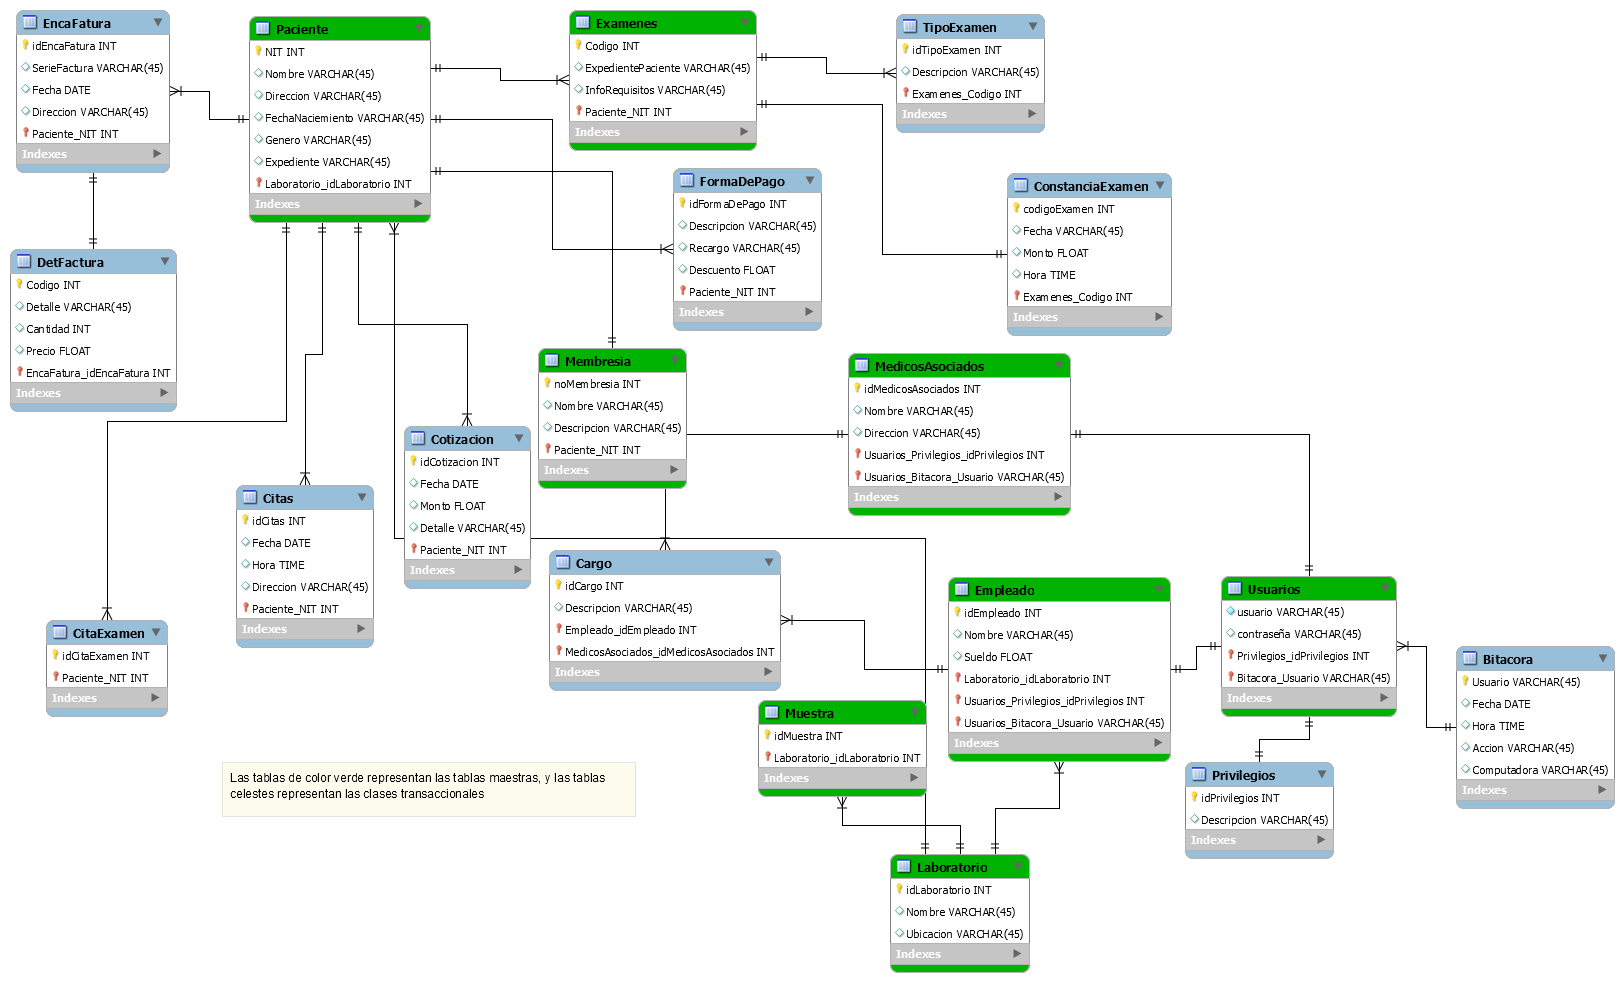 EncaFatura
idEncaFatura INT
SerieFactura VARCHAR(45)
Fecha DATE
Direccion VARCHAR(45)
Paciente_NIT INT
Indexes
Paciente
NIT INT
Nombre VARCHAR(45)
Direccion VARCHAR(45)
FechaNaciemiento VARCHAR(45)
Genero VARCHAR(45)
Expediente VARCHAR(45)
Laboratorio_idLaboratorio INT
Indexes
Examenes
Codigo INT
ExpedientePaciente VARCHAR(45)
InfoRequisitos VARCHAR(45)
Paciente_NIT INT
Indexes
TipoExamen
idTipoExamen INT
Descripcion VARCHAR(45)
Examenes_Codigo INT
Indexes
FormaDePago
idFormaDePago INT
Descripcion VARCHAR(45)
Recargo VARCHAR(45)
Descuento FLOAT
Paciente_NIT INT
Indexes
ConstanciaExamen
codigoExamen INT
Fecha VARCHAR(45)
Monto FLOAT
Hora TIME
Examenes_Codigo INT
Indexes
DetFactura
Codigo INT
Detalle VARCHAR(45)
Cantidad INT
Precio FLOAT
EncaFatura_idEncaFatura INT
Indexes
Membresia
noMembresia INT
Nombre VARCHAR(45)
Descripcion VARCHAR(45)
Paciente_NIT INT
Indexes
MedicosAsociados
idMedicosAsociados INT
Nombre VARCHAR(45)
Direccion VARCHAR(45)
Usuarios_Privilegios_idPrivilegios INT
Usuarios_Bitacora_Usuario VARCHAR(45)
Indexes
Cotizacion
idCotizacion INT
Fecha DATE
Monto FLOAT
Detalle VARCHAR(45)
Paciente_NIT INT
Indexes
Citas
idCitas INT
Fecha DATE
Hora TIME
Direccion VARCHAR(45)
Paciente_NIT INT
Indexes
CitaExamen
idCitaExamen INT
Paciente_NIT INT
Indexes
Cargo
idCargo INT
Descripcion VARCHAR(45)
Empleado_idEmpleado INT
MedicosAsociados_idMedicosAsociados INT
Indexes
Empleado
idEmpleado INT
Nombre VARCHAR(45)
Sueldo FLOAT
Laboratorio_idLaboratorio INT
Usuarios_Privilegios_idPrivilegios INT
Usuarios_Bitacora_Usuario VARCHAR(45)
Indexes
Usuarios
usuario VARCHAR(45)
contraseña VARCHAR(45)
Privilegios_idPrivilegios INT
Bitacora_Usuario VARCHAR(45)
Indexes
Bitacora
Usuario VARCHAR(45)
Fecha DATE
Hora TIME
Accion VARCHAR(45)
Computadora VARCHAR(45)
Indexes
Muestra
idMuestra INT
Laboratorio_idLaboratorio INT
Indexes
Privilegios
idPrivilegios INT
Descripcion VARCHAR(45)
Indexes
Las tablas de color verde representan las tablas maestras, y las tablas
celestes representan las clases transaccionales
Laboratorio
idLaboratorio INT
Nombre VARCHAR(45)
Ubicacion VARCHAR(45)
Indexes